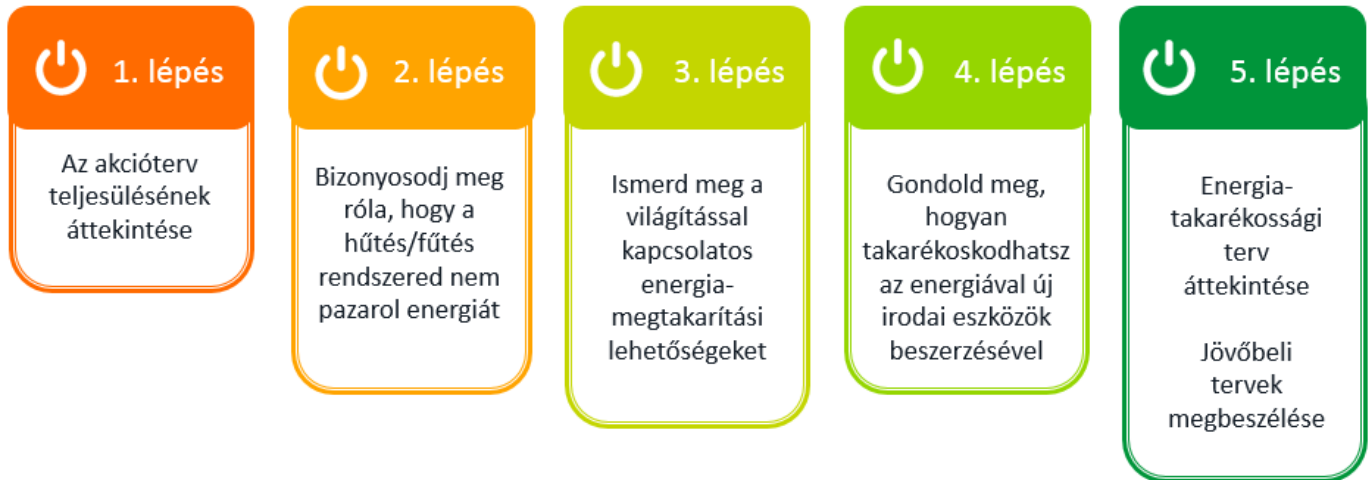 1. lépés
Az akcióterv
teljesülésének
áttekintése
2. lépés
Bizonyosodj meg
róla, hogy a
hűtés/fűtés
rendszered nem
pazarol energiát
3. lépés
Ismerd meg a
világítással
kapcsolatos
energia-
megtakarítási
lehetőségeket
4. lépés
Gondold meg,
hogyan
takarékoskodhatsz
az energiával új
irodai eszközök
beszerzésével
5. lépés
Energia-
takarékossági
terv
áttekintése
Jövőbeli
tervek
megbeszélése